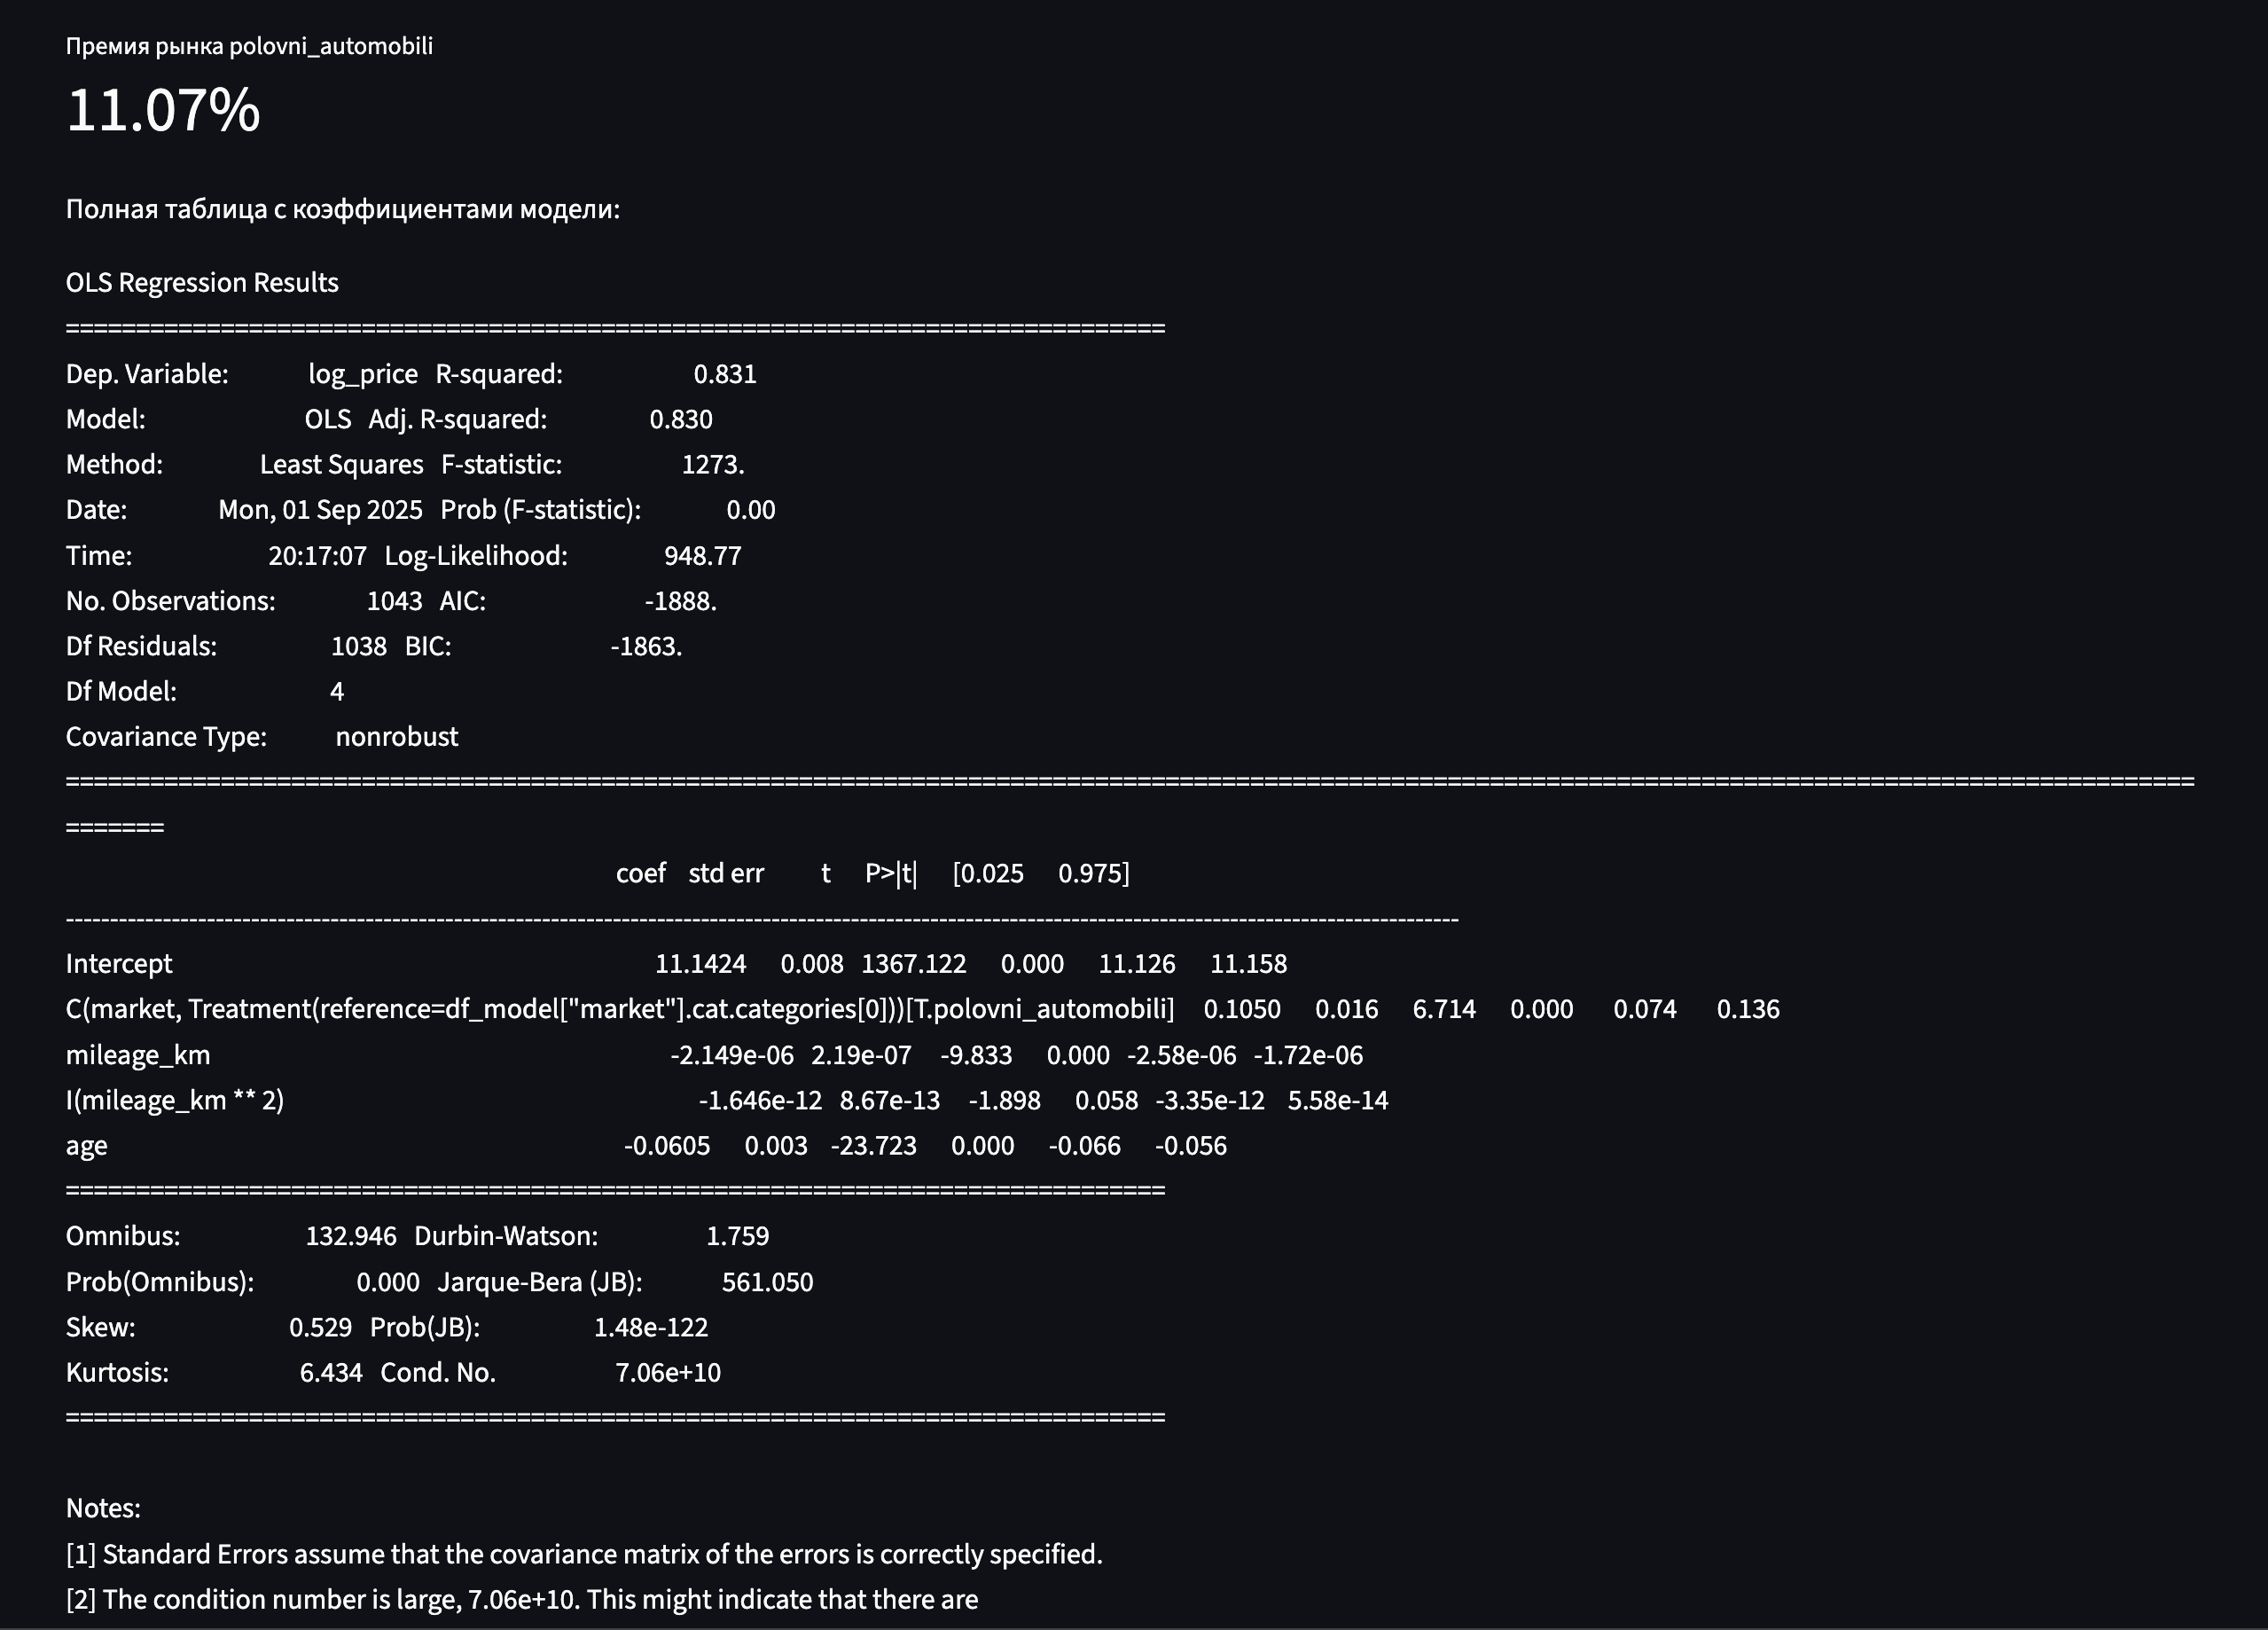 Премия рынка polovni_automobili
11.07%
Полная таблица с коэффициентами модели:
OLS Regression Results
==============================================================================
Dep. Variable: log_price R-squared: 0.831
Model: OLS Adj. R-squared: 0.830
Method: Least Squares F-statistic: 1273.
Date: Mon, 01 Sep 2025 Prob (F-statistic): 0.00
Time: 20:17:07 Log-Likelihood: 948.77
No. Observations: 1043 AIC: -1888.
Df Residuals: 1038 BIC: -1863.
Df Model: 4
Covariance Type: nonrobust
=======================================================================================================================================================
=======
coef std err t P>|t| [0.025 0.975]
--------------------------------------------------------------------------------------------------------------------------------------------------------------
Intercept 11.1424 0.008 1367.122 0.000 11.126 11.158
C(market, Treatment(reference=df_model["market"].cat.categories[0]))[T.polovni_automobili] 0.1050 0.016 6.714 0.000 0.074 0.136
mileage_km -2.149e-06 2.19e-07 -9.833 0.000 -2.58e-06 -1.72e-06
I(mileage_km ** 2) -1.646e-12 8.67e-13 -1.898 0.058 -3.35e-12 5.58e-14
age -0.0605 0.003 -23.723 0.000 -0.066 -0.056
==============================================================================
Omnibus: 132.946 Durbin-Watson: 1.759
Prob(Omnibus): 0.000 Jarque-Bera (JB): 561.050
Skew: 0.529 Prob(JB): 1.48e-122
Kurtosis: 6.434 Cond. No. 7.06e+10
==============================================================================
Notes:
[1] Standard Errors assume that the covariance matrix of the errors is correctly specified.
[2] The condition number is large, 7.06e+10. This might indicate that there are